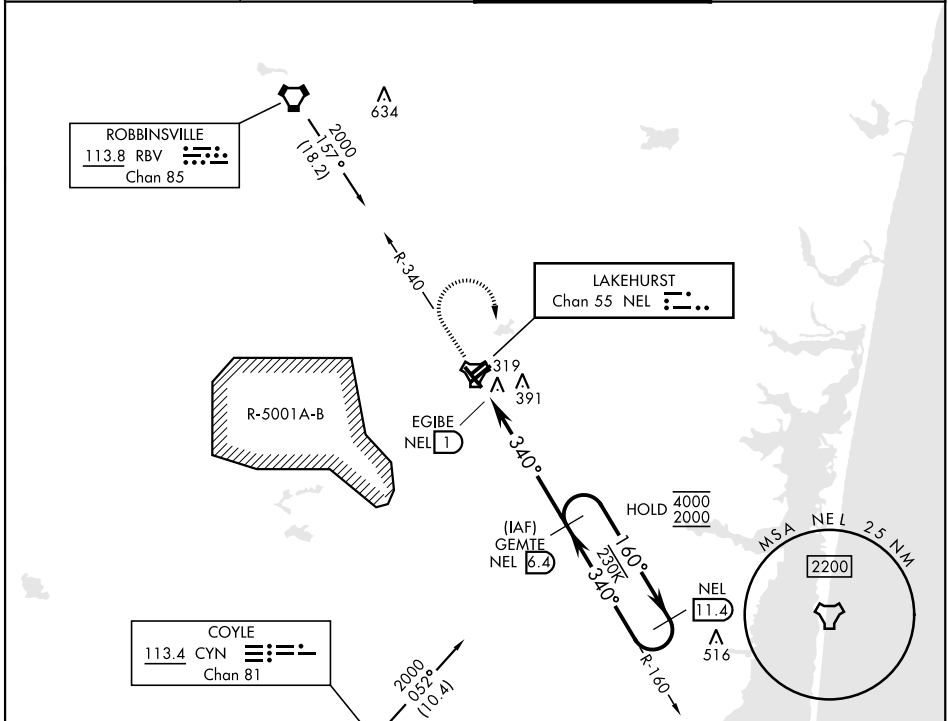 634
ROBBINSVILLE
113.8 RBV
Chan 85
2000
157°
(18.2)
R-340
LAKEHURST
Chan 55 NEL
319
391
R-5001A-B
EGIBE
NEL 1
340°
HOLD 4000
2000
(IAF)
GEMTE
NEL 6.4
160°
230K
340°
NEL
11.4
516
R-160
MSA NEL 25 NM
2200
COYLE
113.4 CYN
Chan 81
2000
052°
(10.4)